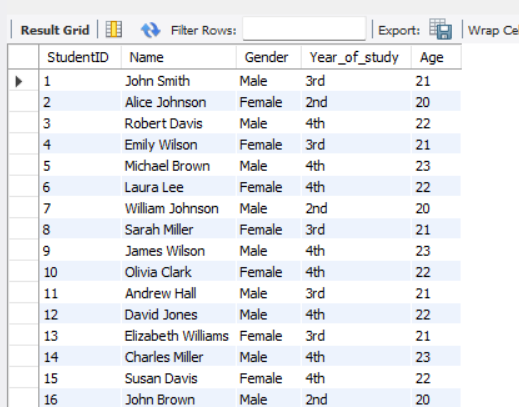 Result Grid Filter Rows: Export: Wrap Cel
StudentID Name Gender Year_of_study Age
1 John Smith Male 3rd 21
2 Alice Johnson Female 2nd 20
3 Robert Davis Male 4th 22
4 Emily Wilson Female 3rd 21
5 Michael Brown Male 4th 23
6 Laura Lee Female 4th 22
7 William Johnson Male 2nd 20
8 Sarah Miller Female 3rd 21
9 James Wilson Male 4th 23
10 Olivia Clark Female 4th 22
11 Andrew Hall Male 3rd 21
12 David Jones Male 4th 22
13 Elizabeth Williams Female 3rd 21
14 Charles Miller Male 4th 23
15 Susan Davis Female 4th 22
16 John Brown Male 2nd 20